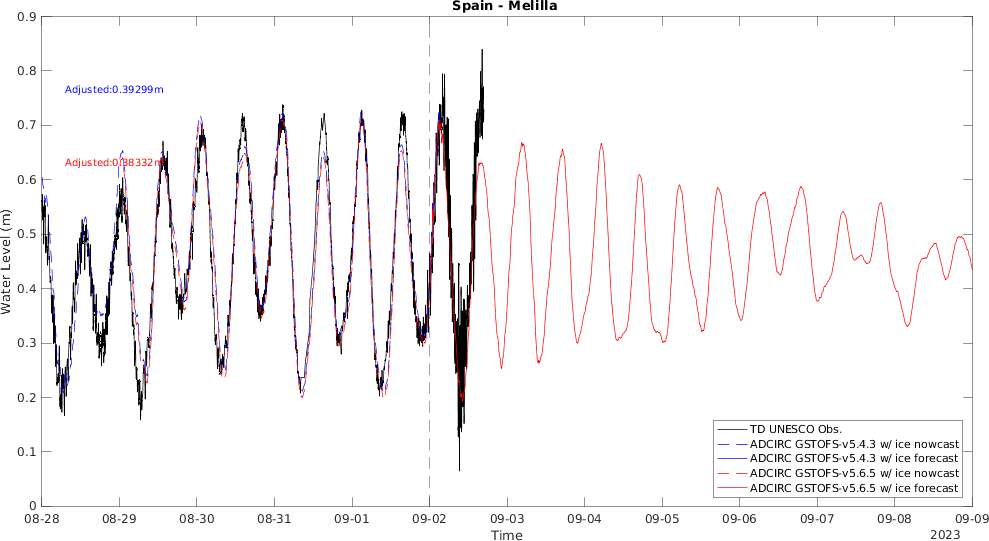 Spain - Melilla
0.9
0.8
0.7
0.6
0.5
0.4
0.3
0.2
0.1
0
Water Level (m)
Adjusted:0.39299m
Adjusted:0.38332m
TD UNESCO Obs.
ADCIRC GSTOFS-v5.4.3 w/ ice nowcast
ADCIRC GSTOFS-v5.4.3 w/ ice forecast
ADCIRC GSTOFS-v5.6.5 w/ ice nowcast
ADCIRC GSTOFS-v5.6.5 w/ ice forecast
08-28 08-29 08-30 08-31 09-01 09-02 09-03 09-04 09-05 09-06 09-07 09-08 09-09
Time
2023